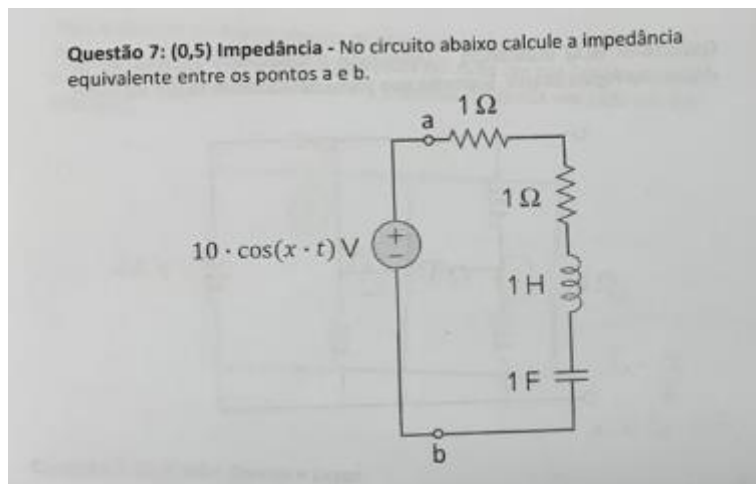 Questão 7: (0,5) Impedância - No circuito abaixo calcule a impedância
equivalente entre os pontos a e b.
1 Ω
a
1 Ω
10 · cos(x · t) V
+
−
1 H
1 F
b